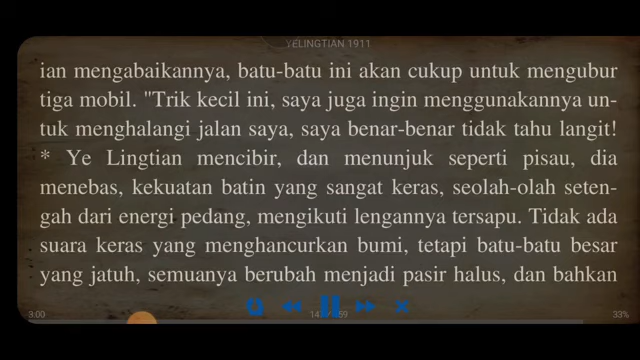 YELINGTIAN 1911
ian mengabaikannya, batu-batu ini akan cukup untuk mengubur
tiga mobil. "Trik kecil ini, saya juga ingin menggunakannya un-
tuk menghalangi jalan saya, saya benar-benar tidak tahu langit!
* Ye Lingtian mencibir, dan menunjuk seperti pisau, dia
menebas, kekuatan batin yang sangat keras, seolah-olah seten-
gah dari energi pedang, mengikuti lengannya tersapu. Tidak ada
suara keras yang menghancurkan bumi, tetapi batu-batu besar
yang jatuh, semuanya berubah menjadi pasir halus, dan bahkan
3:00
33%